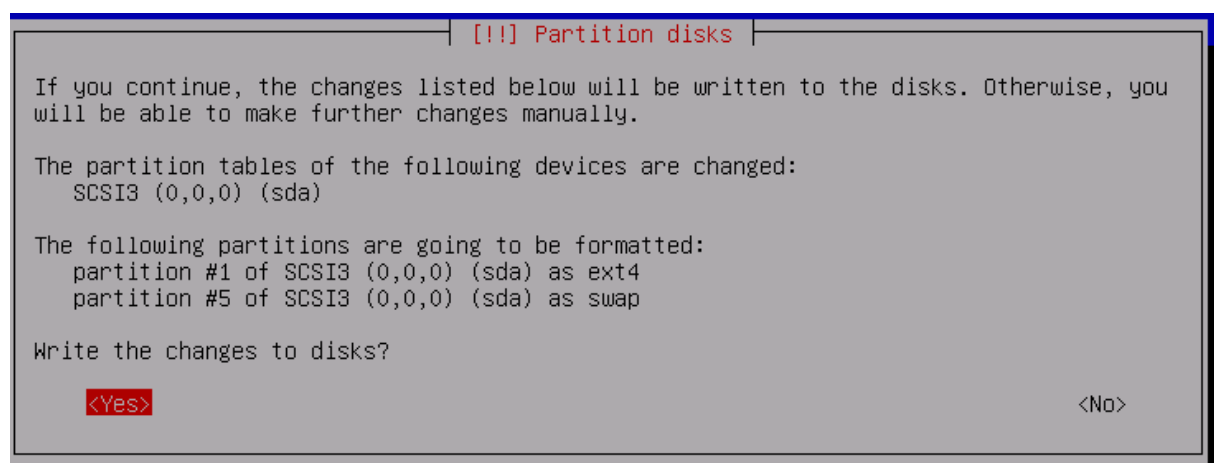 [!!] Partition disks
If you continue, the changes listed below will be written to the disks. Otherwise, you
will be able to make further changes manually.
The partition tables of the following devices are changed:
SCSI3 (0,0,0) (sda)
The following partitions are going to be formatted:
partition #1 of SCSI3 (0,0,0) (sda) as ext4
partition #5 of SCSI3 (0,0,0) (sda) as swap
Write the changes to disks?
<Yes> <No>